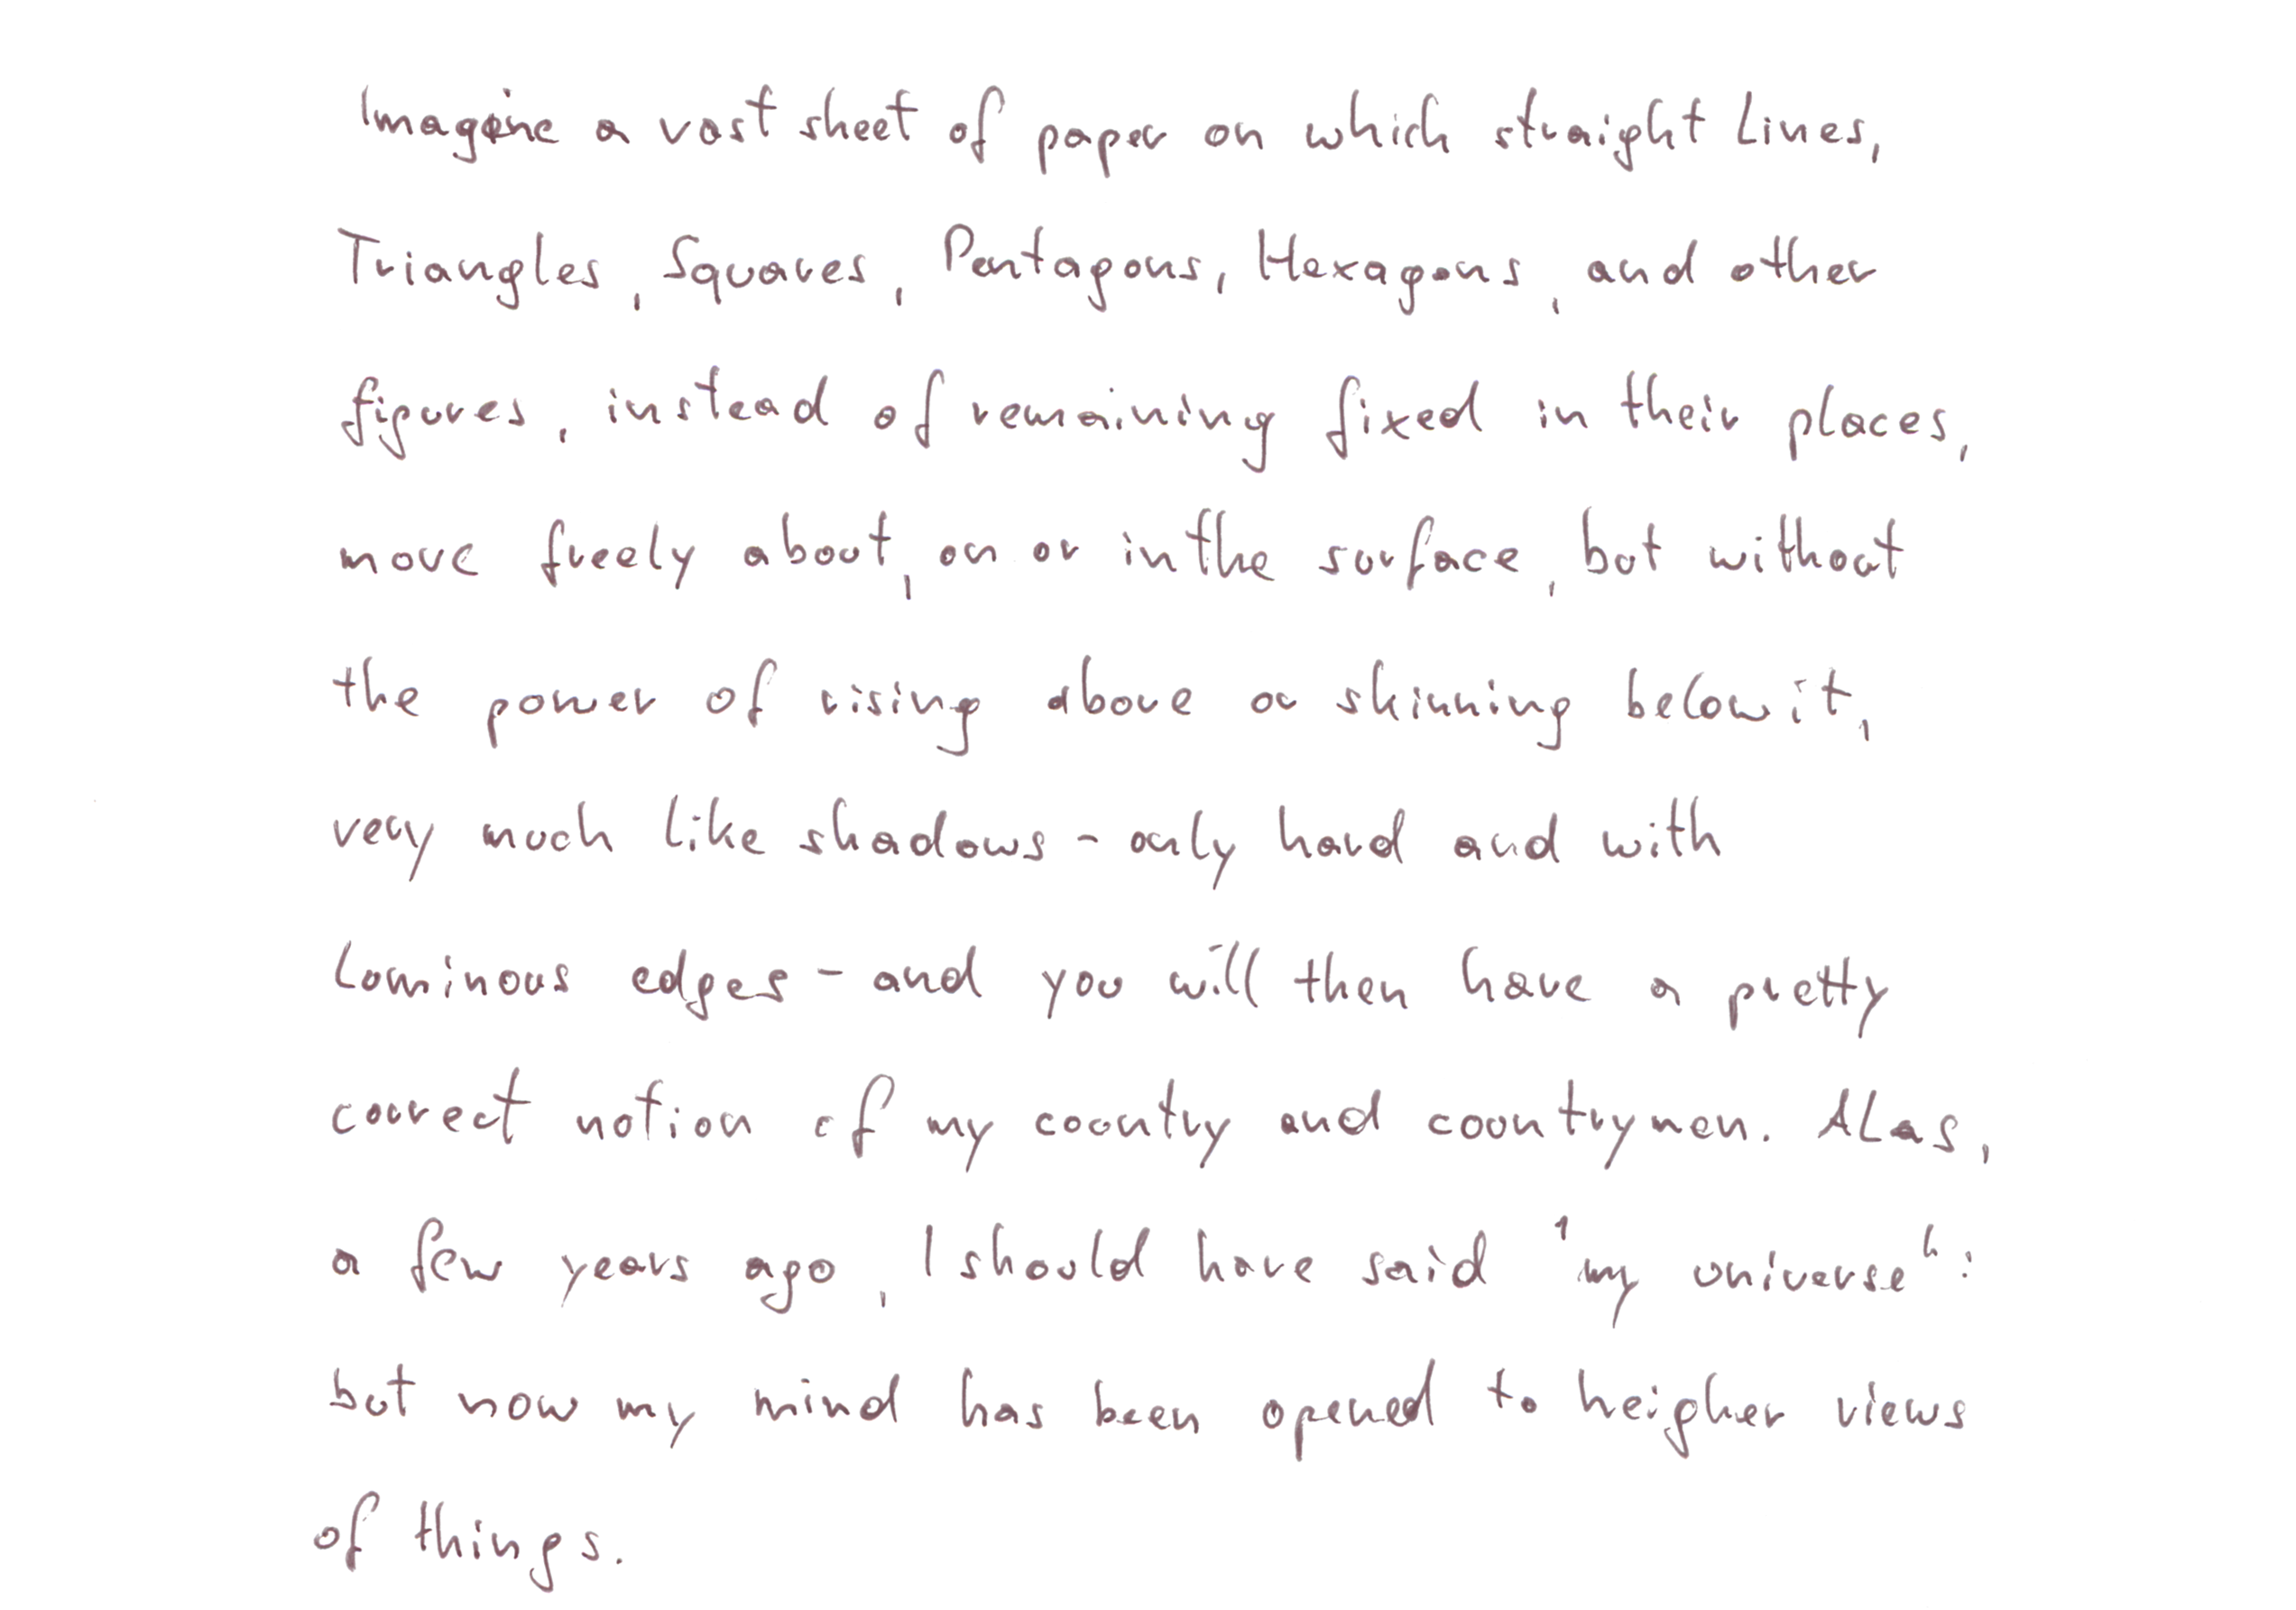 Imagine a vast sheet of paper on which straight Lines,
Triangles, Squares, Pentagons, Hexagons, and other
figures, instead of remaining fixed in their places,
move freely about, on or in the surface, but without
the power of rising above or skinning below it,
very much like shadows - only hard and with
luminous edges - and you will then have a pretty
correct notion of my country and countrymen. Alas,
a few years ago, I should have said "my universe":
but now my mind has been opened to heigher views
of things.